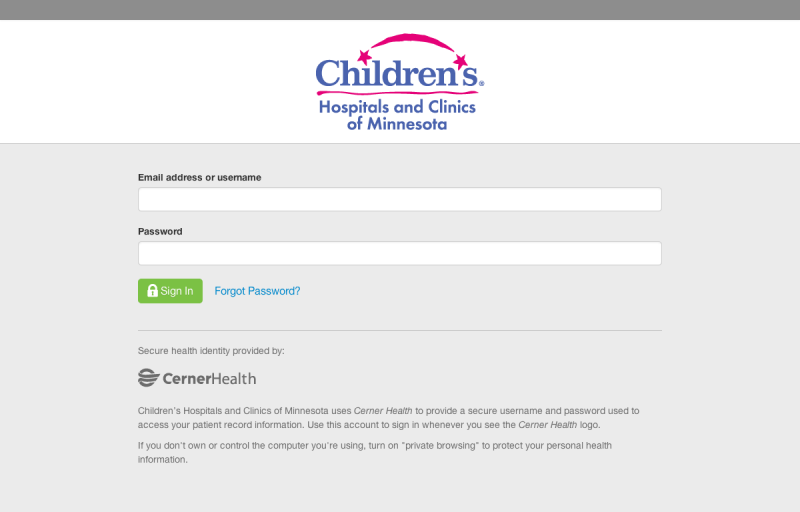 Children's®
Hospitals and Clinics
of Minnesota
Email address or username
Password
Sign In
Forgot Password?
Secure health identity provided by:
CernerHealth
Children's Hospitals and Clinics of Minnesota uses Cerner Health to provide a secure username and password used to
access your patient record information. Use this account to sign in whenever you see the Cerner Health logo.
If you don't own or control the computer you're using, turn on "private browsing" to protect your personal health
information.